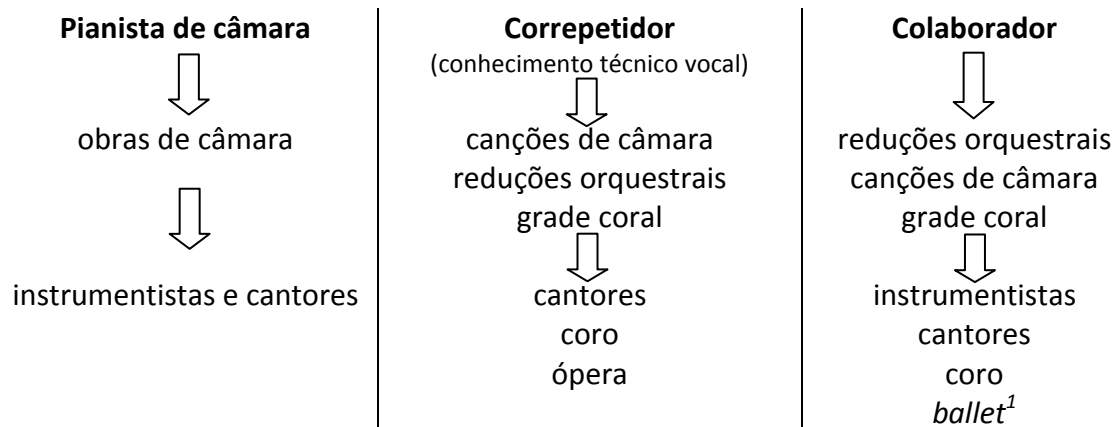 Pianista de câmara
obras de câmara
instrumentistas e cantores
Correpetidor
(conhecimento técnico vocal)
canções de câmara
reduções orquestrais
grade coral
cantores
coro
ópera
Colaborador
reduções orquestrais
canções de câmara
grade coral
instrumentistas
cantores
coro
ballet¹